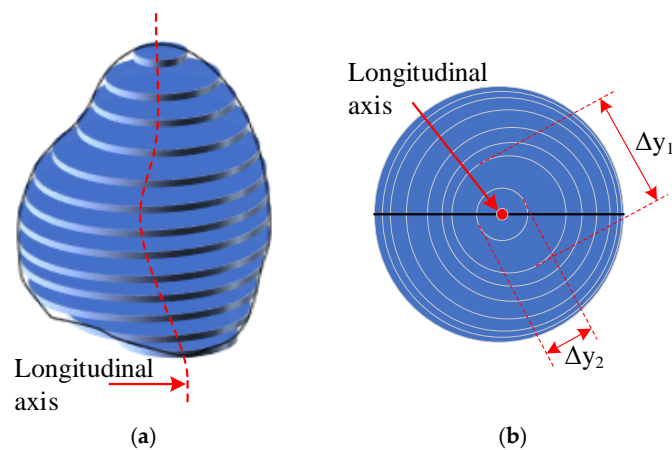 Longitudinal
axis
(a)
Longitudinal
axis
Δy1
Δy2
(b)